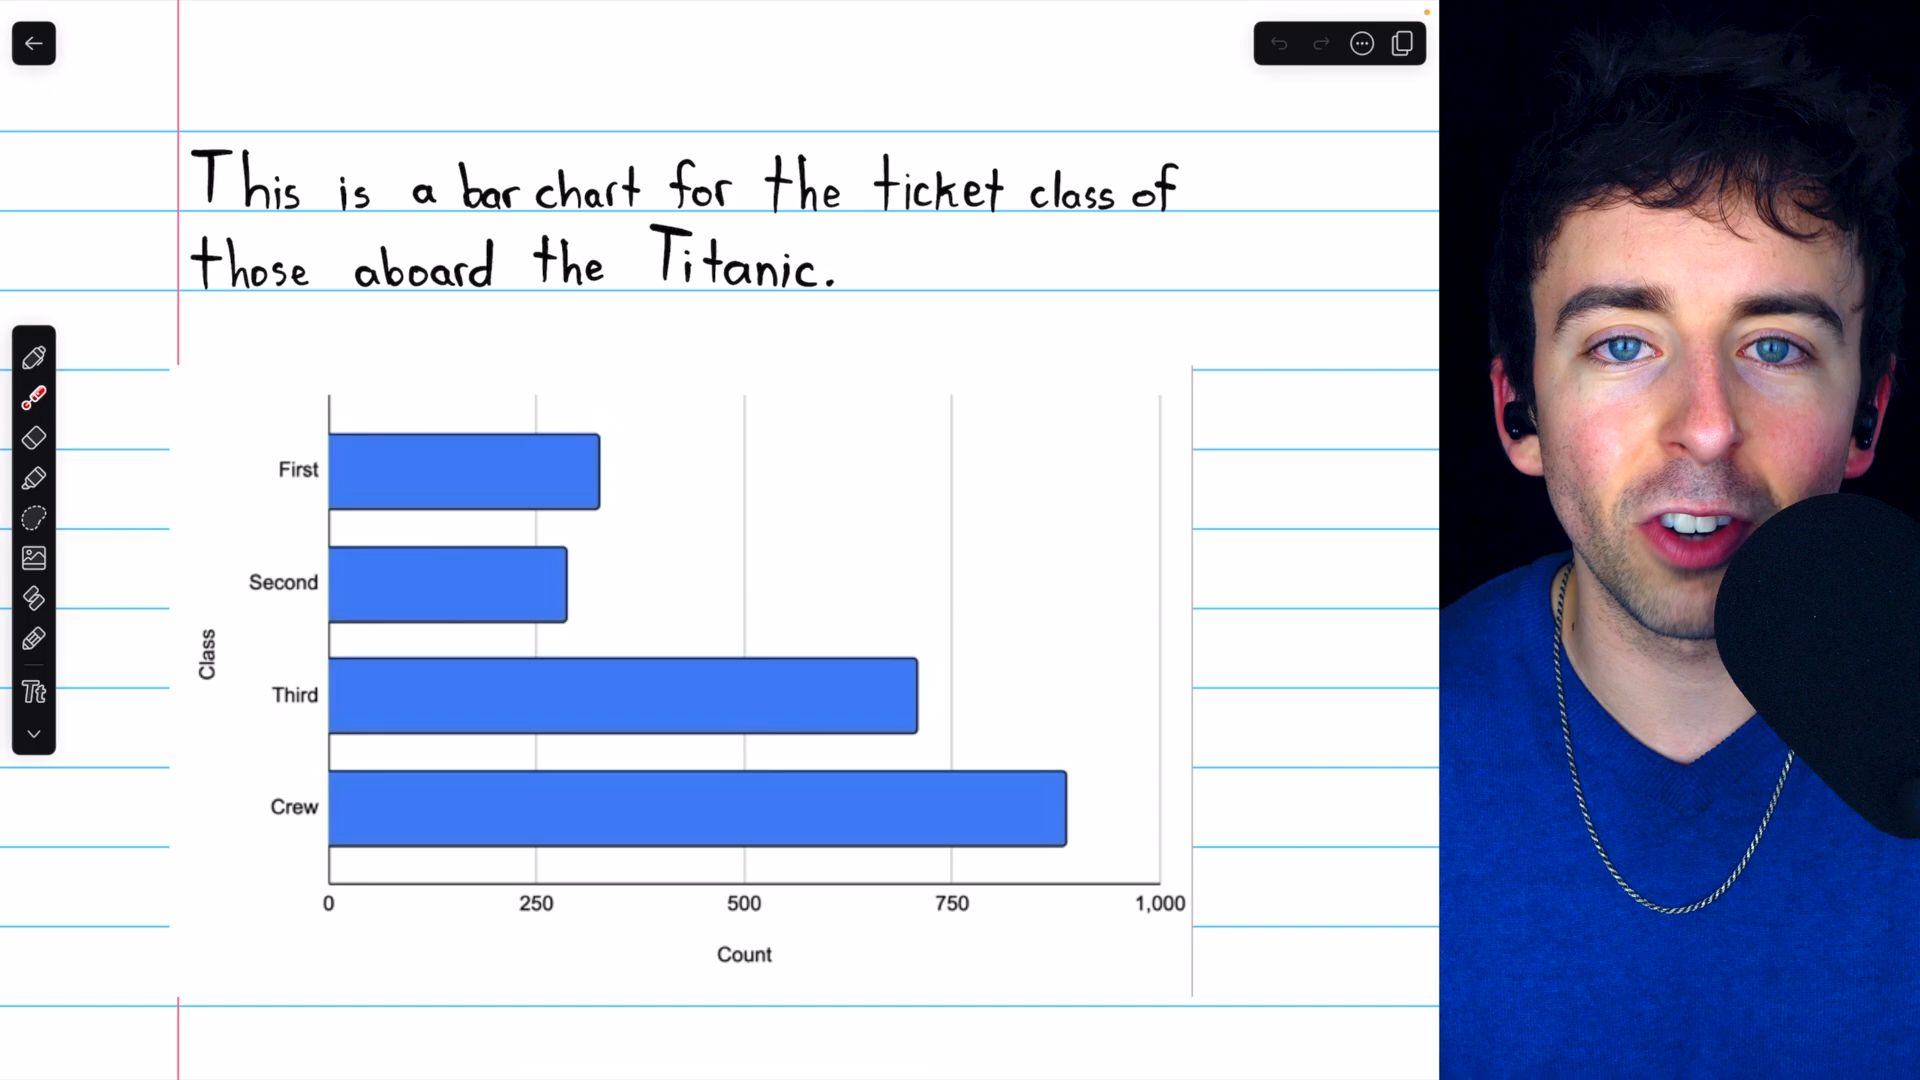 This is a bar chart for the ticket class of
those aboard the Titanic.
First
Second
Third
Crew
Class
0 250 500 750 1,000
Count
Tt